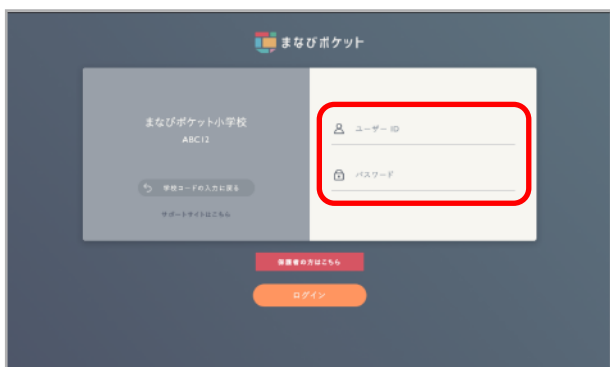 まなびポケット
まなびポケット小学校
ABC12
学校コードの入力に戻る
サポートサイトはこちら
ユーザー ID
パスワード
保護者の方はこちら
ログイン